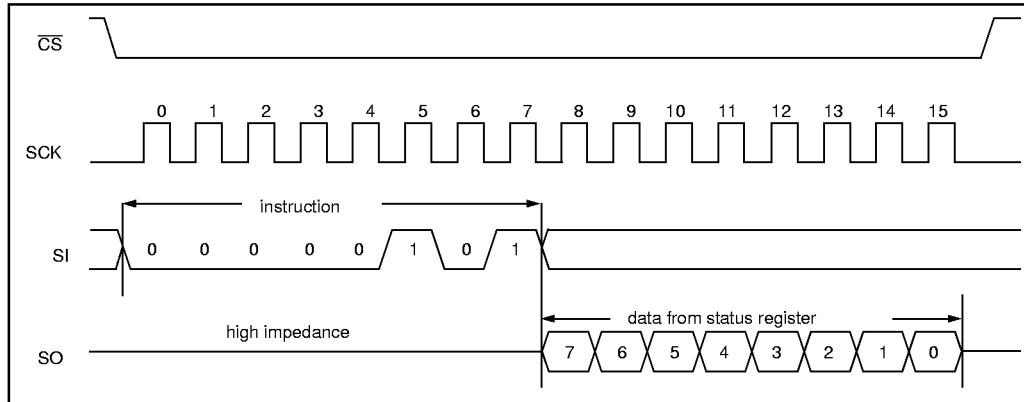 CS
0 1 2 3 4 5 6 7 8 9 10 11 12 13 14 15
SCK
instruction
SI 0 0 0 0 0 1 0 1
high impedance
data from status register
SO 7 6 5 4 3 2 1 0